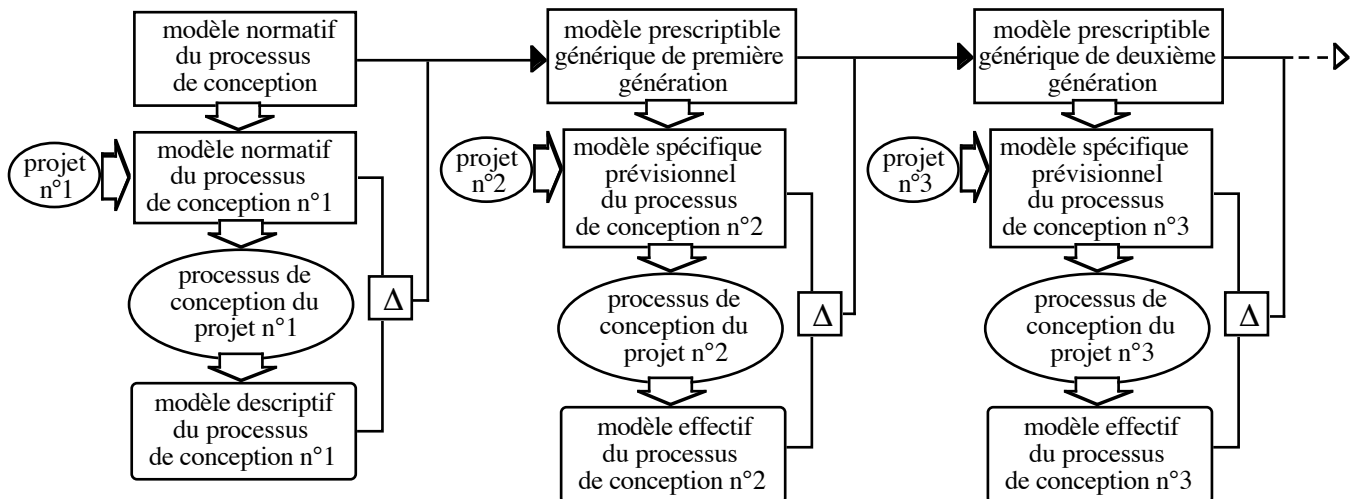 modèle normatif
du processus
de conception
projet
n°1
modèle normatif
du processus
de conception n°1
processus de
conception du
projet n°1
Δ
modèle descriptif
du processus
de conception n°1
modèle prescriptible
générique de première
génération
projet
n°2
modèle spécifique
prévisionnel
du processus
de conception n°2
processus de
conception du
projet n°2
Δ
modèle effectif
du processus
de conception n°2
modèle prescriptible
générique de deuxième
génération
projet
n°3
modèle spécifique
prévisionnel
du processus
de conception n°3
processus de
conception du
projet n°3
Δ
modèle effectif
du processus
de conception n°3